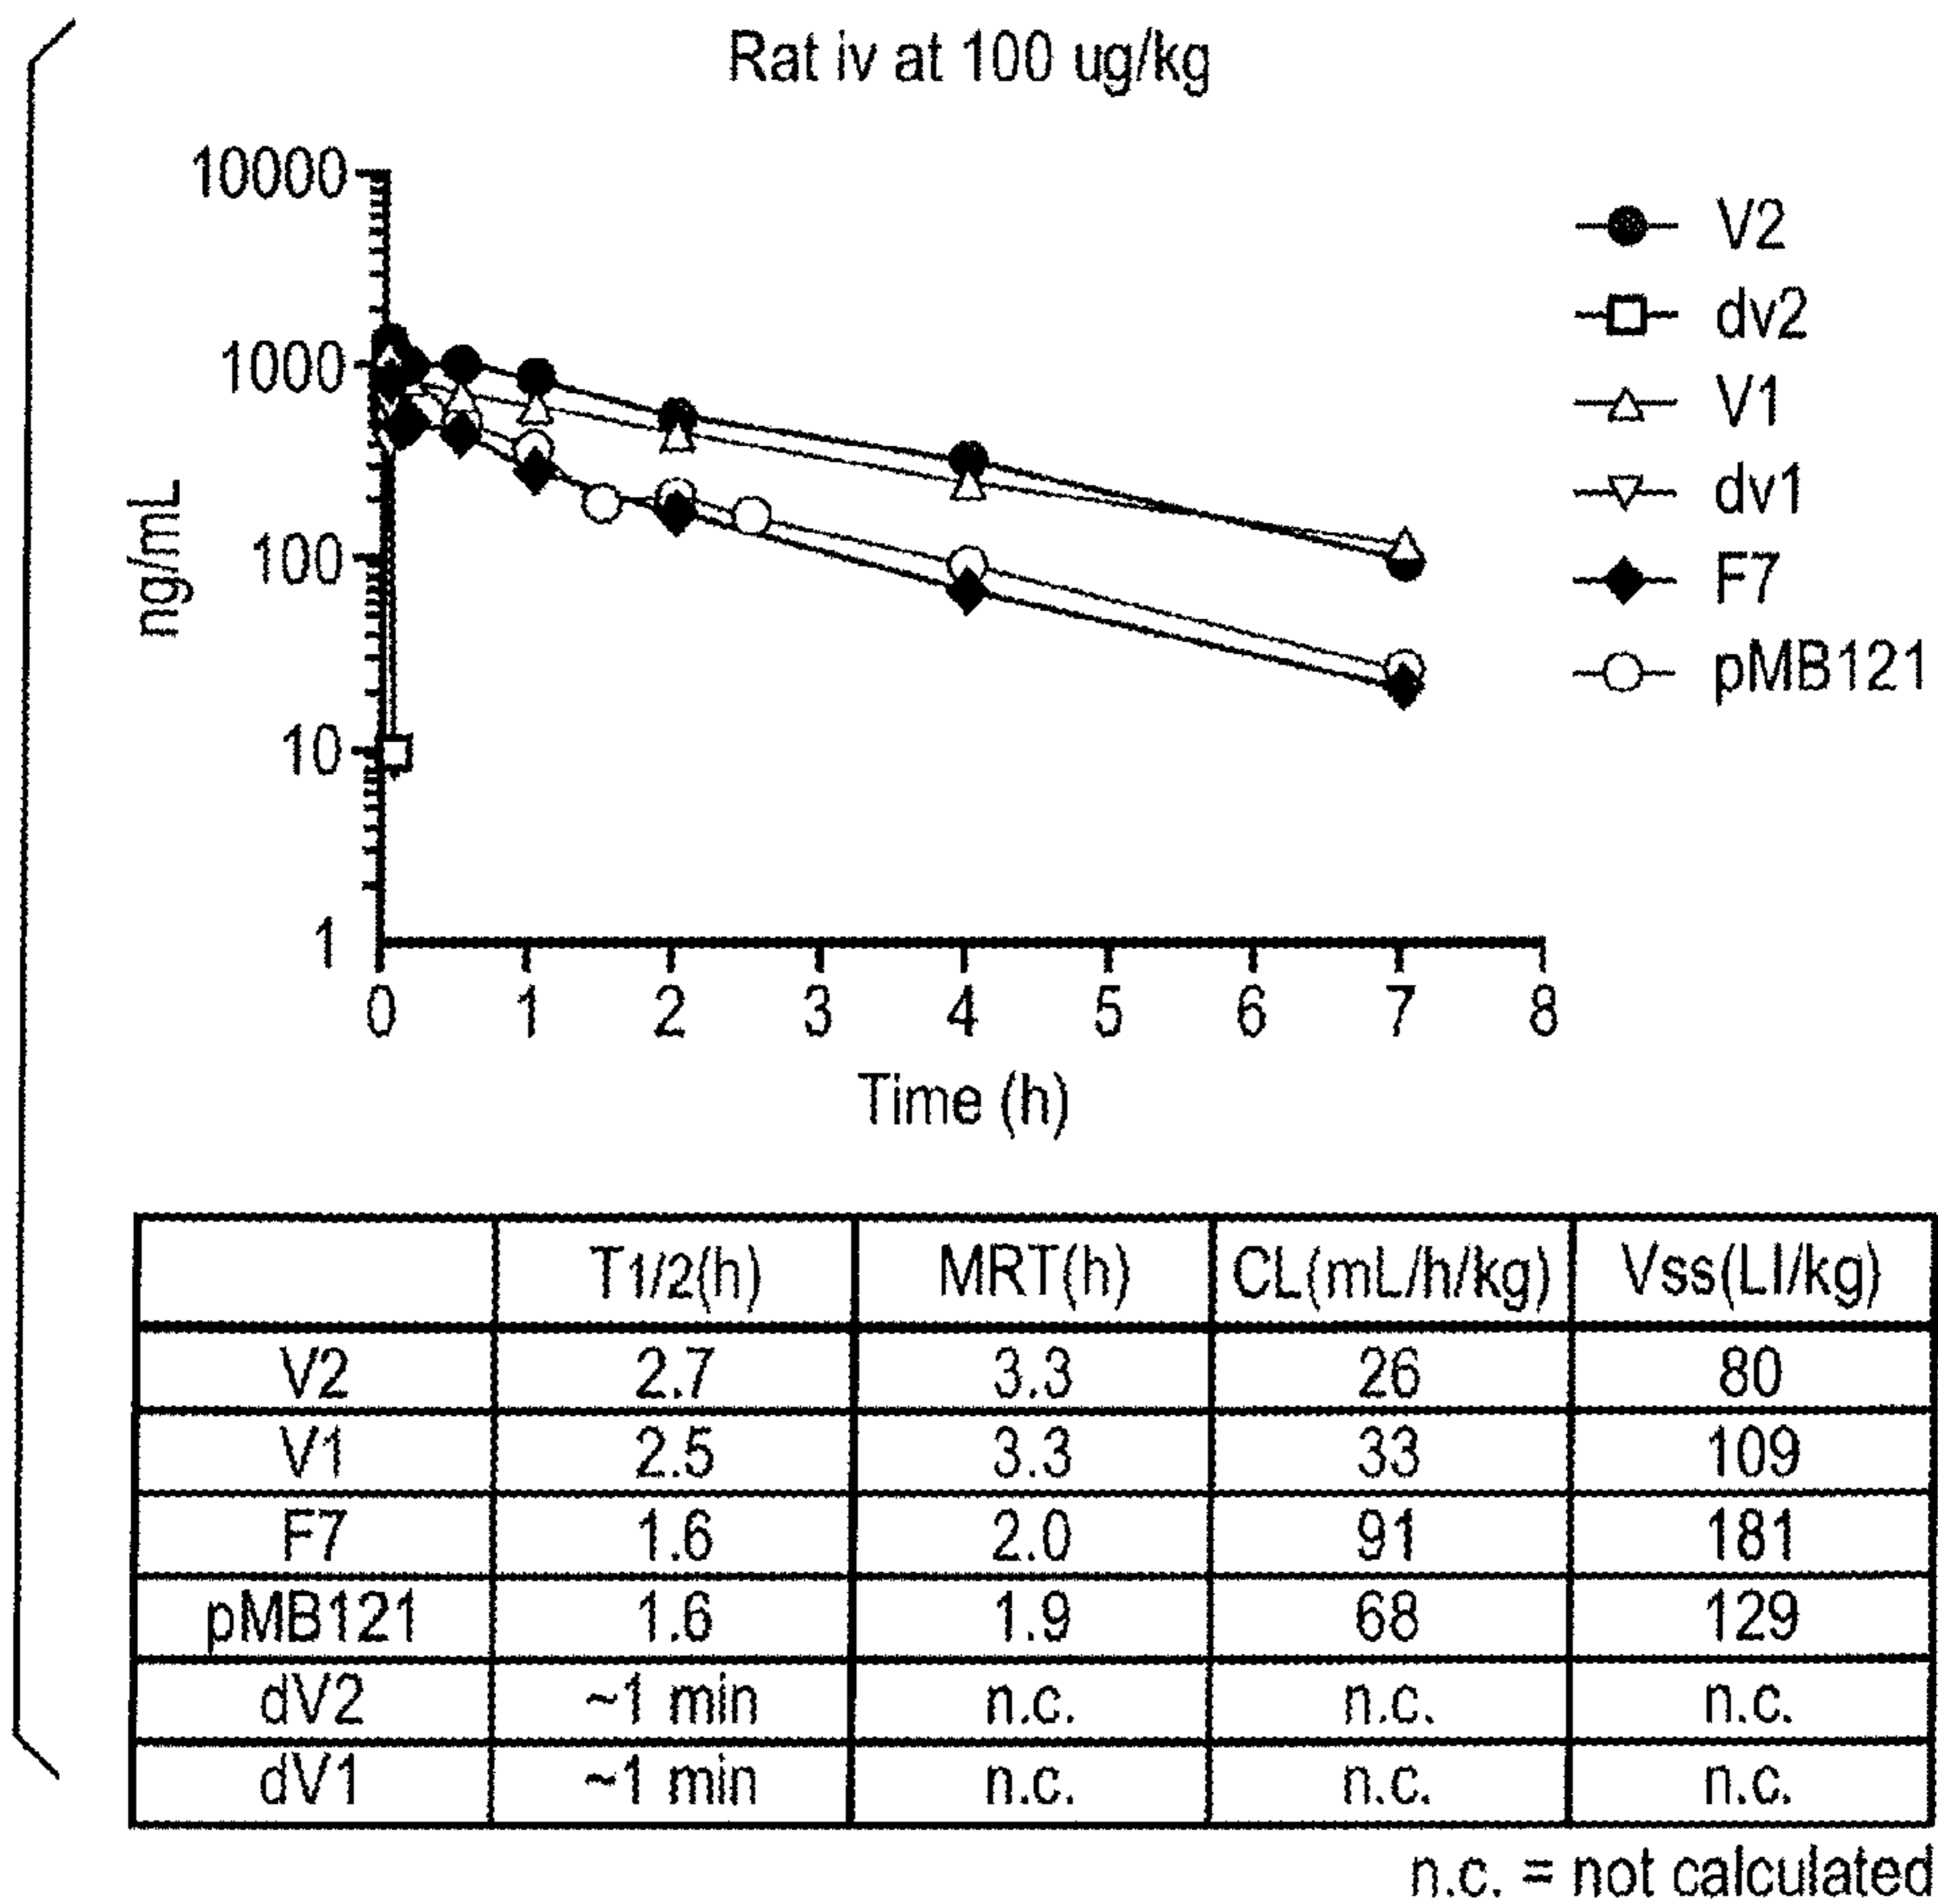 Rat iv at 100 ug/kg
10000
1000
100
10
1
ng/mL
0 1 2 3 4 5 6 7 8
Time (h)
V2
dv2
V1
dv1
F7
pMB121
T1/2(h) MRT(h) CL(mL/h/kg) Vss(LI/kg)
V2 2.7 3.3 26 80
V1 2.5 3.3 33 109
F7 1.6 2.0 91 181
pMB121 1.6 1.9 68 129
dV2 ~1 min n.c. n.c. n.c.
dV1 ~1 min n.c. n.c. n.c.
n.c. = not calculated